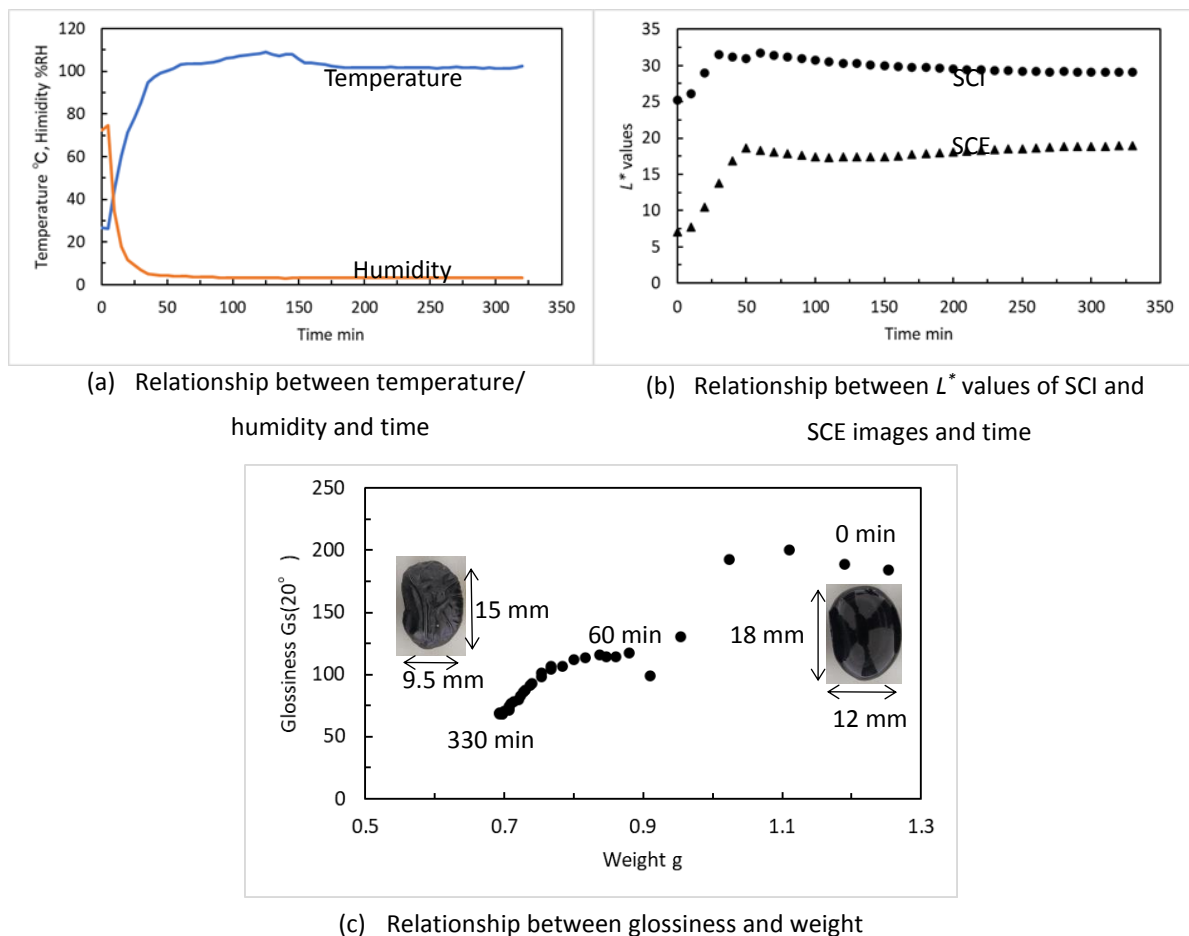 120
100
80
60
40
20
0
Temperature ℃, Himidity %RH
Temperature
Humidity
0 50 100 150 200 250 300 350
Time min
35
30
25
20
15
10
5
0
L* values
SCI
SCE
0 50 100 150 200 250 300 350
Time min
(a) Relationship between temperature/
humidity and time
(b) Relationship between L* values of SCI and
SCE images and time
250
200
150
100
50
0
Glossiness Gs(20° )
0 min
15 mm
60 min
18 mm
9.5 mm
12 mm
330 min
0.5 0.7 0.9 1.1 1.3
Weight g
(c) Relationship between glossiness and weight